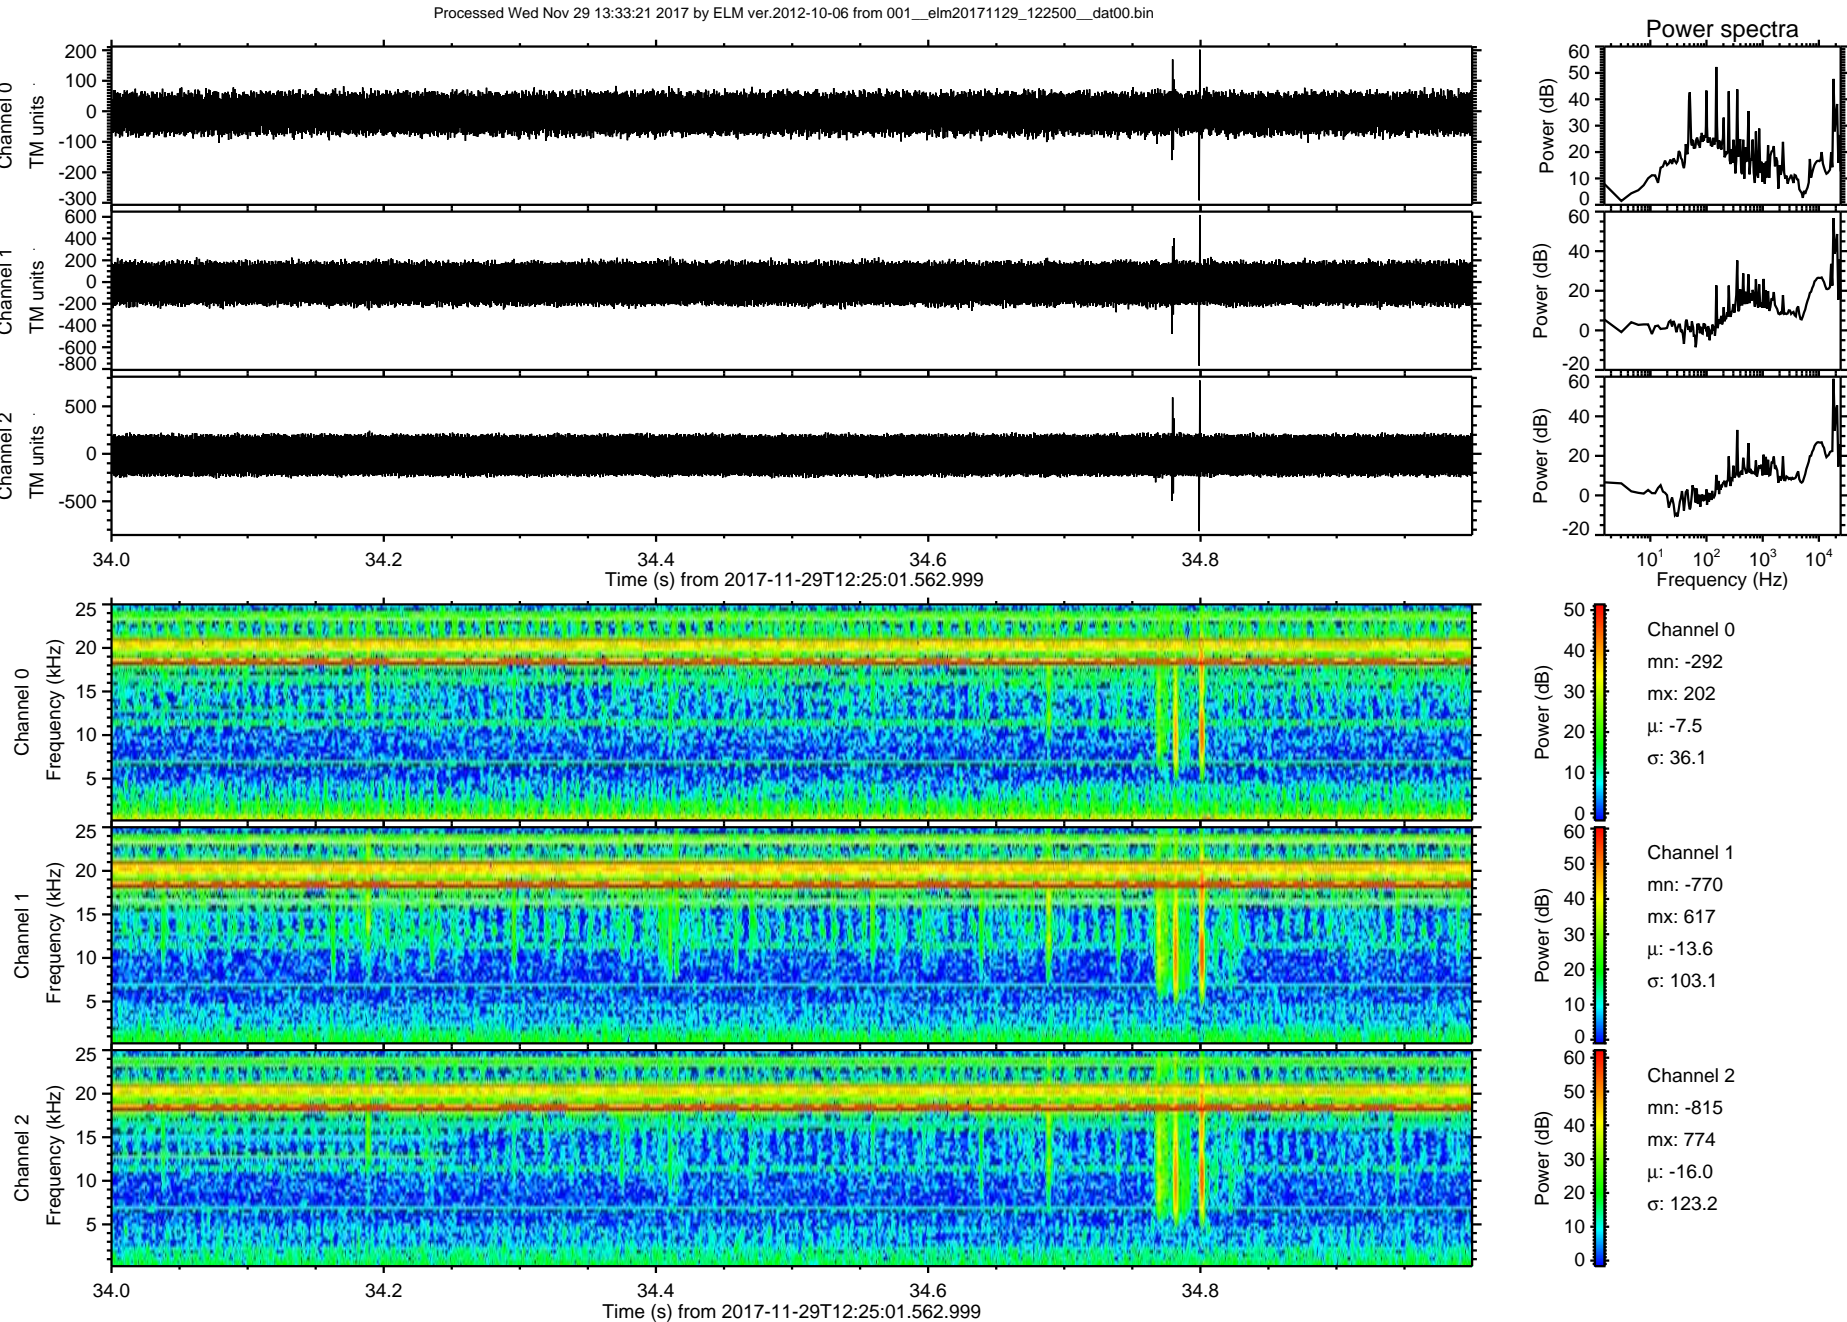 Processed Wed Nov 29 13:33:21 2017 by ELM ver.2012-10-06 from 001__elm20171129_122500__dat00.bin
Power spectra
Channel 0
TM units
200
100
0
-100
-200
-300
Power (dB)
60
50
40
30
20
10
0
Channel 1
TM units
600
400
200
0
-200
-400
-600
-800
Power (dB)
60
40
20
0
-20
Channel 2
TM units
500
0
-500
Power (dB)
60
40
20
0
-20
34.0 34.2 34.4 34.6 34.8
Time (s) from 2017-11-29T12:25:01.562.999
10¹ 10² 10³ 10⁴
Frequency (Hz)
Channel 0
Frequency (kHz)
25
20
15
10
5
Power (dB)
50
40
30
20
10
0
Channel 0
mn: -292
mx: 202
μ: -7.5
σ: 36.1
Channel 1
Frequency (kHz)
25
20
15
10
5
Power (dB)
60
50
40
30
20
10
0
Channel 1
mn: -770
mx: 617
μ: -13.6
σ: 103.1
Channel 2
Frequency (kHz)
25
20
15
10
5
Power (dB)
60
50
40
30
20
10
0
Channel 2
mn: -815
mx: 774
μ: -16.0
σ: 123.2
34.0 34.2 34.4 34.6 34.8
Time (s) from 2017-11-29T12:25:01.562.999